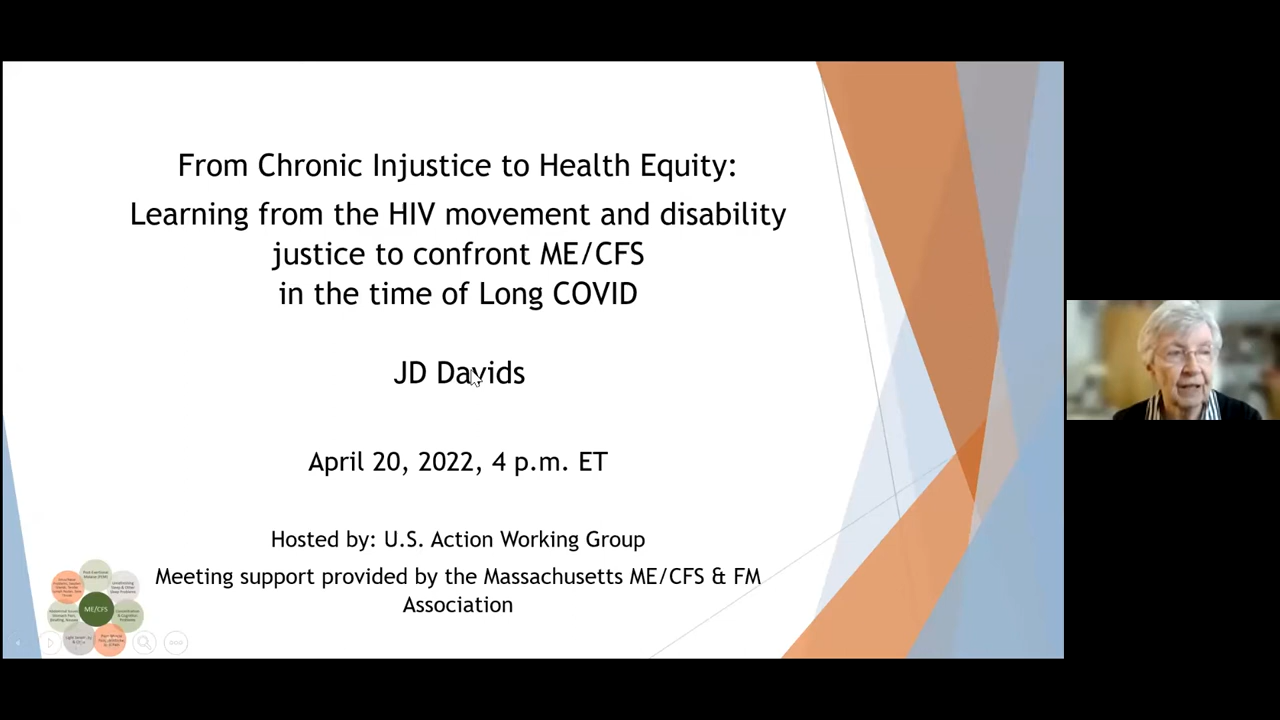 From Chronic Injustice to Health Equity:
Learning from the HIV movement and disability
justice to confront ME/CFS
in the time of Long COVID
JD Davids
April 20, 2022, 4 p.m. ET
Hosted by: U.S. Action Working Group
Meeting support provided by the Massachusetts ME/CFS & FM
Association
ME/CFS